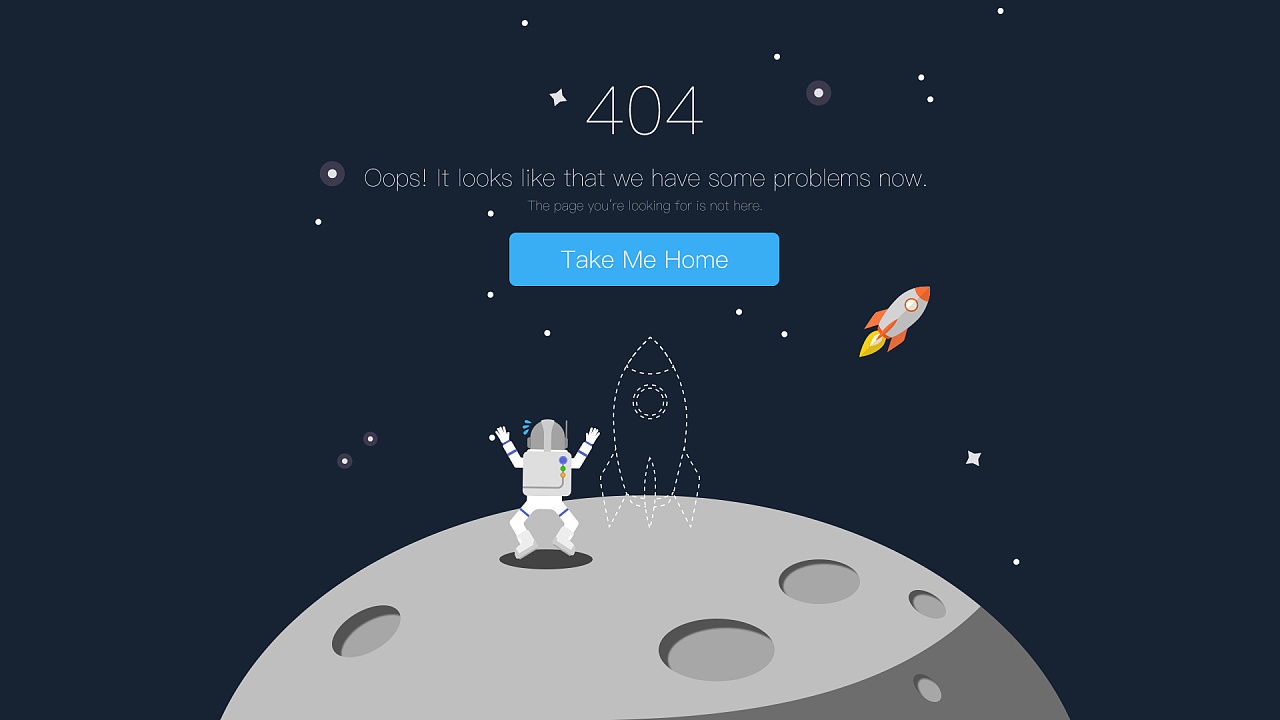 404
Oops! It looks like that we have some problems now.
The page you're looking for is not here.
Take Me Home